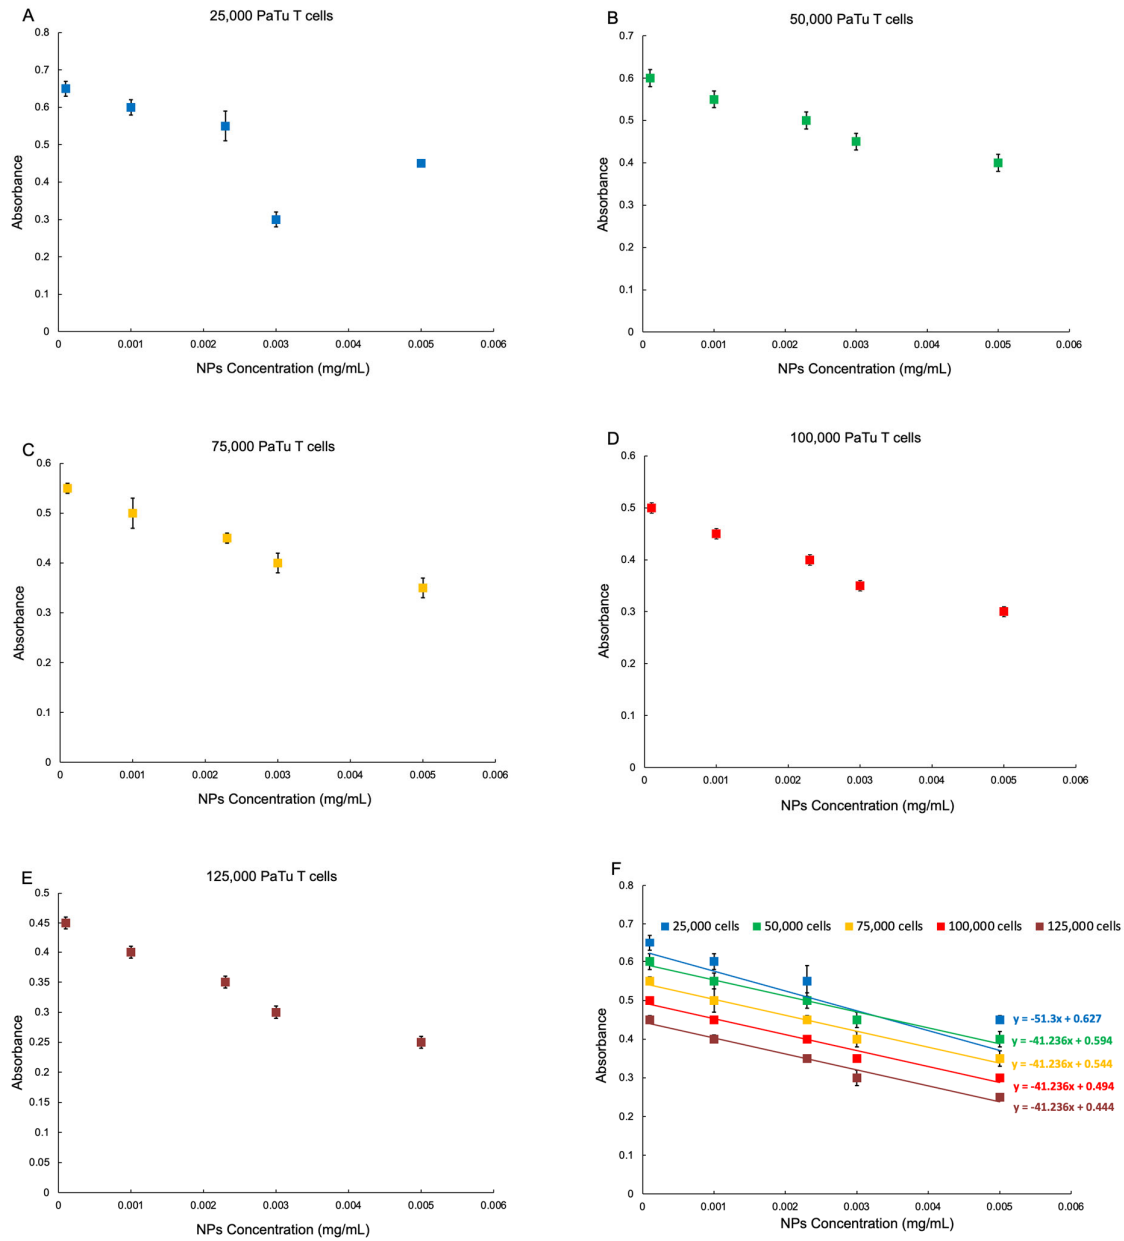 A
25,000 PaTu T cells
0.8
0.7
0.6
0.5
0.4
0.3
0.2
0.1
0
Absorbance
0 0.001 0.002 0.003 0.004 0.005 0.006
NPs Concentration (mg/mL)
B
50,000 PaTu T cells
0.7
0.6
0.5
0.4
0.3
0.2
0.1
0
Absorbance
0 0.001 0.002 0.003 0.004 0.005 0.006
NPs Concentration (mg/mL)
C
75,000 PaTu T cells
0.6
0.5
0.4
0.3
0.2
0.1
0
Absorbance
0 0.001 0.002 0.003 0.004 0.005 0.006
NPs Concentration (mg/mL)
D
100,000 PaTu T cells
0.6
0.5
0.4
0.3
0.2
0.1
0
Absorbance
0 0.001 0.002 0.003 0.004 0.005 0.006
NPs Concentration (mg/mL)
E
125,000 PaTu T cells
0.5
0.45
0.4
0.35
0.3
0.25
0.2
0.15
0.1
0.05
0
Absorbance
0 0.001 0.002 0.003 0.004 0.005 0.006
NPs Concentration (mg/mL)
F
0.8
0.7
0.6
0.5
0.4
0.3
0.2
0.1
0
Absorbance
25,000 cells 50,000 cells 75,000 cells 100,000 cells 125,000 cells
y = -51.3x + 0.627
y = -41.236x + 0.594
y = -41.236x + 0.544
y = -41.236x + 0.494
y = -41.236x + 0.444
0 0.001 0.002 0.003 0.004 0.005 0.006
NPs Concentration (mg/mL)